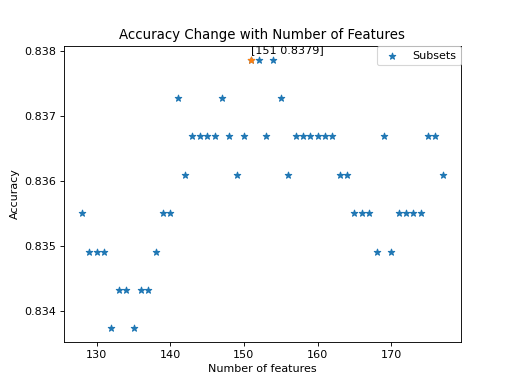 Accuracy Change with Number of Features
[151 0.8379]
Subsets
0.838
0.837
0.836
0.835
0.834
Accuracy
130 140 150 160 170
Number of features